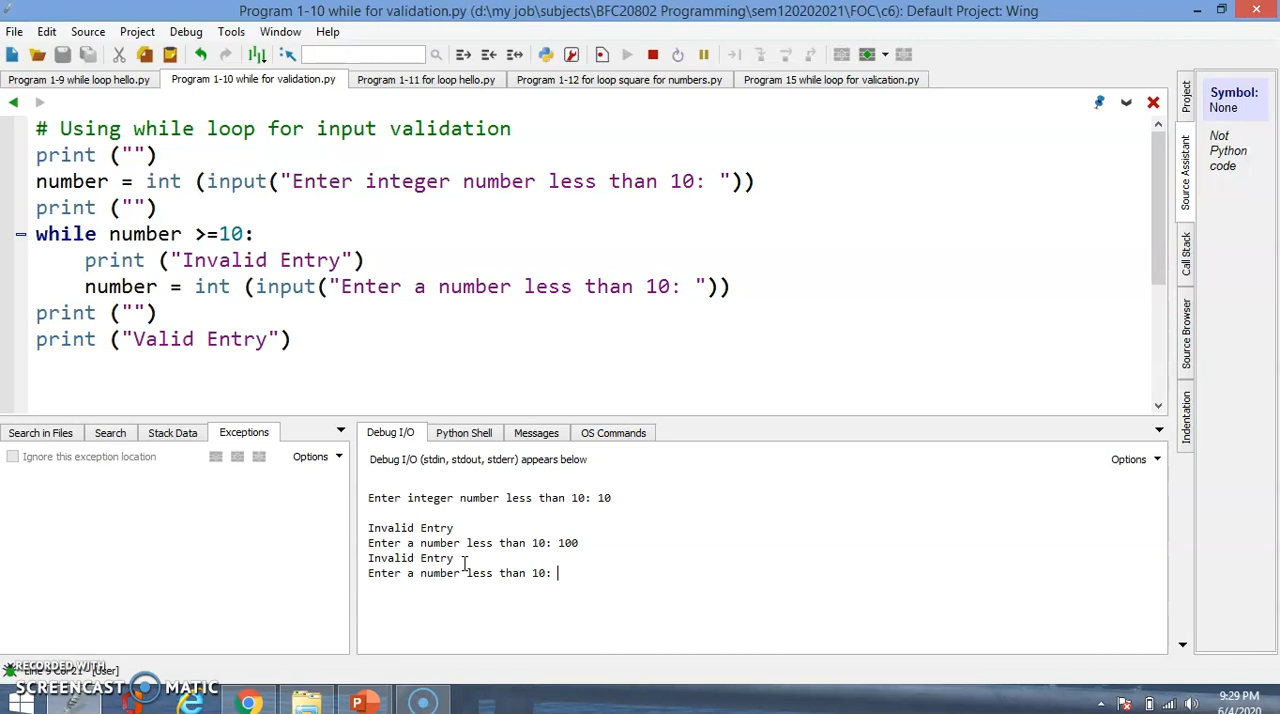 Program 1-10 while for validation.py (d:\my job\subjects\BFC20802 Programming\sem120202021\FOC\c6): Default Project: Wing
File Edit Source Project Debug Tools Window Help
Program 1-9 while loop hello.py Program 1-10 while for validation.py Program 1-11 for loop hello.py Program 1-12 for loop square for numbers.py Program 15 while loop for valication.py
# Using while loop for input validation
print ("")
number = int (input("Enter integer number less than 10: "))
print ("")
while number >=10:
print ("Invalid Entry")
number = int (input("Enter a number less than 10: "))
print ("")
print ("Valid Entry")
Project
Source Assistant
Call Stack
Source Browser
Indentation
Symbol:
None
Not
Python
code
Search in Files Search Stack Data Exceptions
Ignore this exception location Options
Debug I/O Python Shell Messages OS Commands
Debug I/O (stdin, stdout, stderr) appears below Options
Enter integer number less than 10: 10
Invalid Entry
Enter a number less than 10: 100
Invalid Entry
Enter a number less than 10:
RECORDED WITH
SCREENCAST MATIC
9:29 PM
6/4/2020